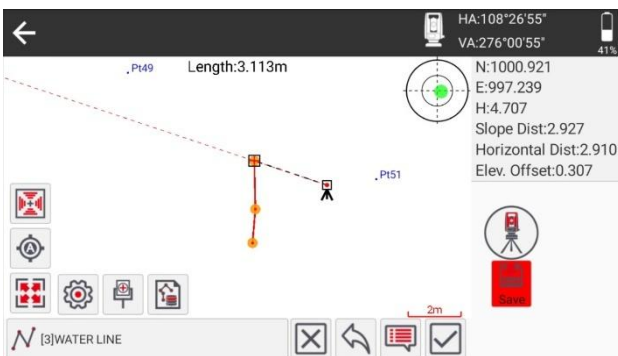 HA:108°26'55"
VA:276°00'55"
41%
Pt49
Length:3.113m
N:1000.921
E:997.239
H:4.707
Slope Dist:2.927
Horizontal Dist:2.910
Elev. Offset:0.307
Pt51
A
Save
2m
[3]WATER LINE